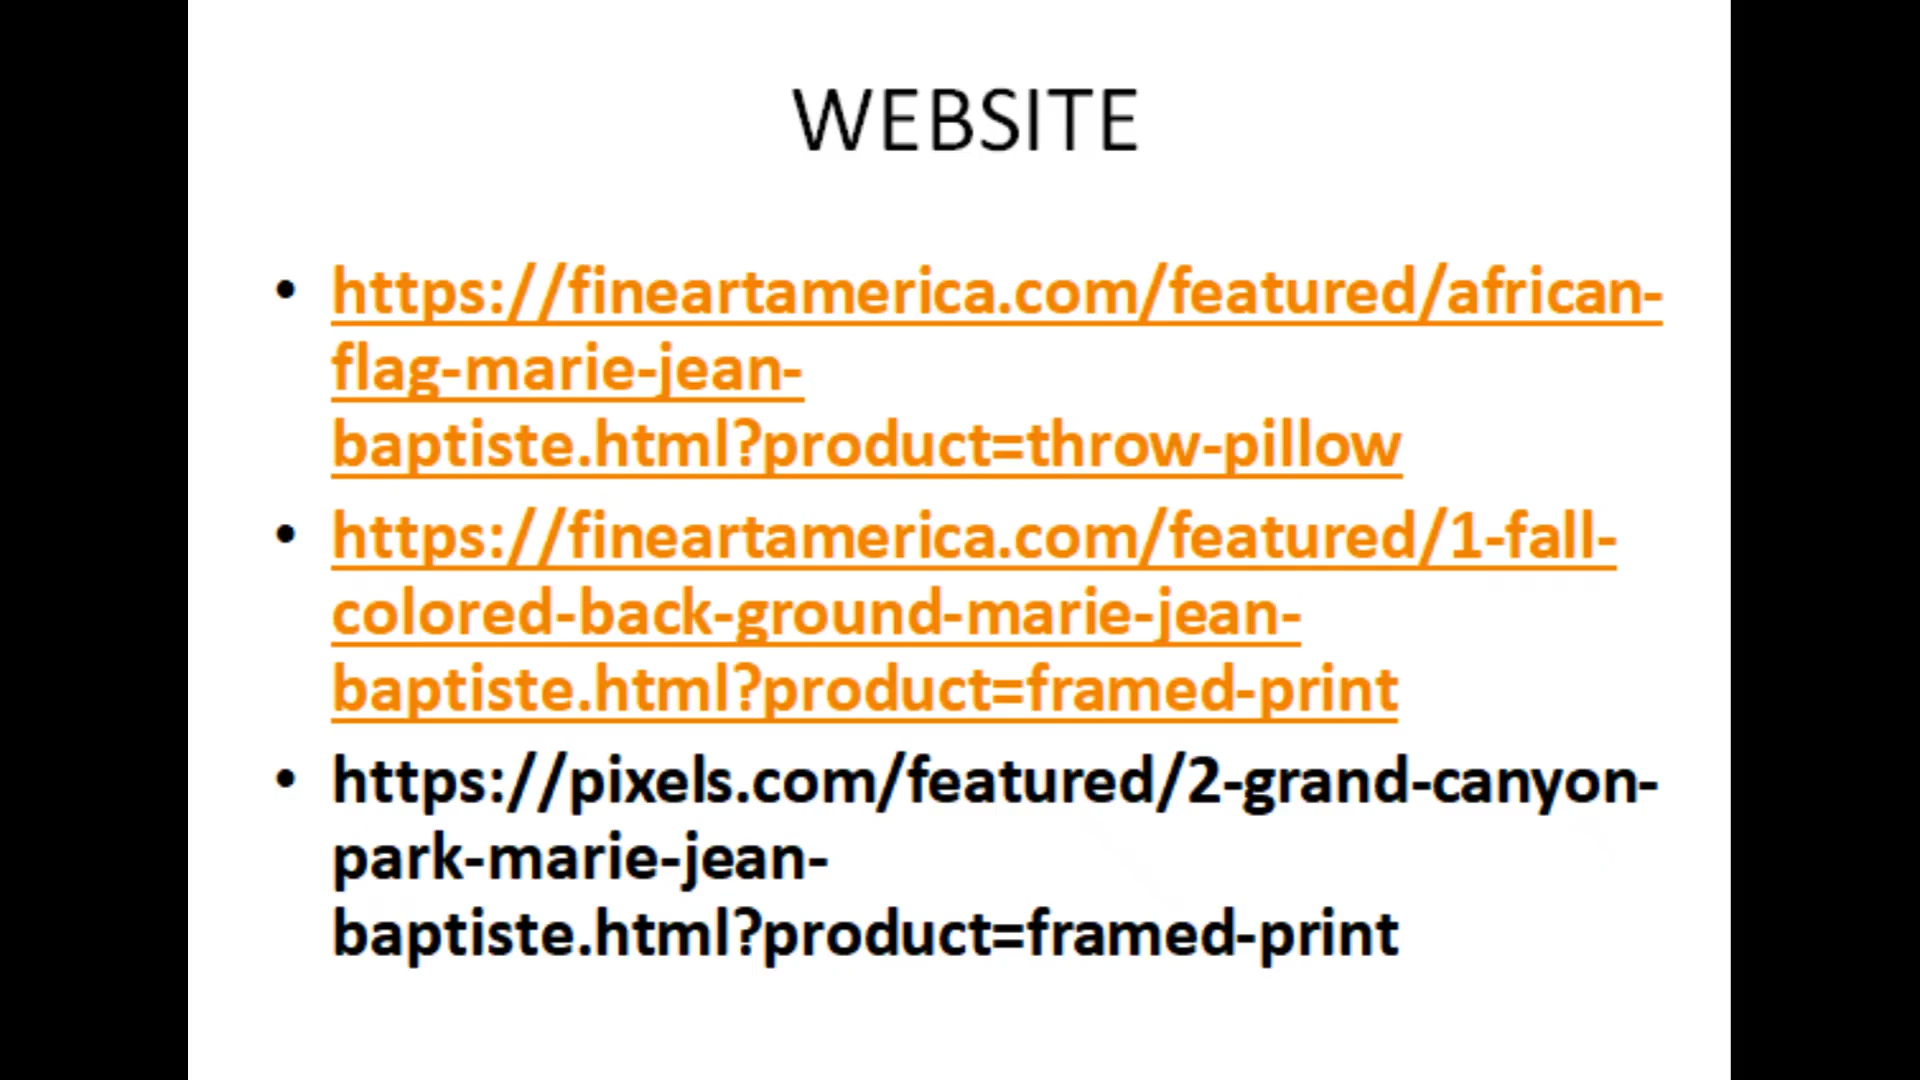 WEBSITE
• https://fineartamerica.com/featured/african-
flag-marie-jean-
baptiste.html?product=throw-pillow
• https://fineartamerica.com/featured/1-fall-
colored-back-ground-marie-jean-
baptiste.html?product=framed-print
• https://pixels.com/featured/2-grand-canyon-
park-marie-jean-
baptiste.html?product=framed-print